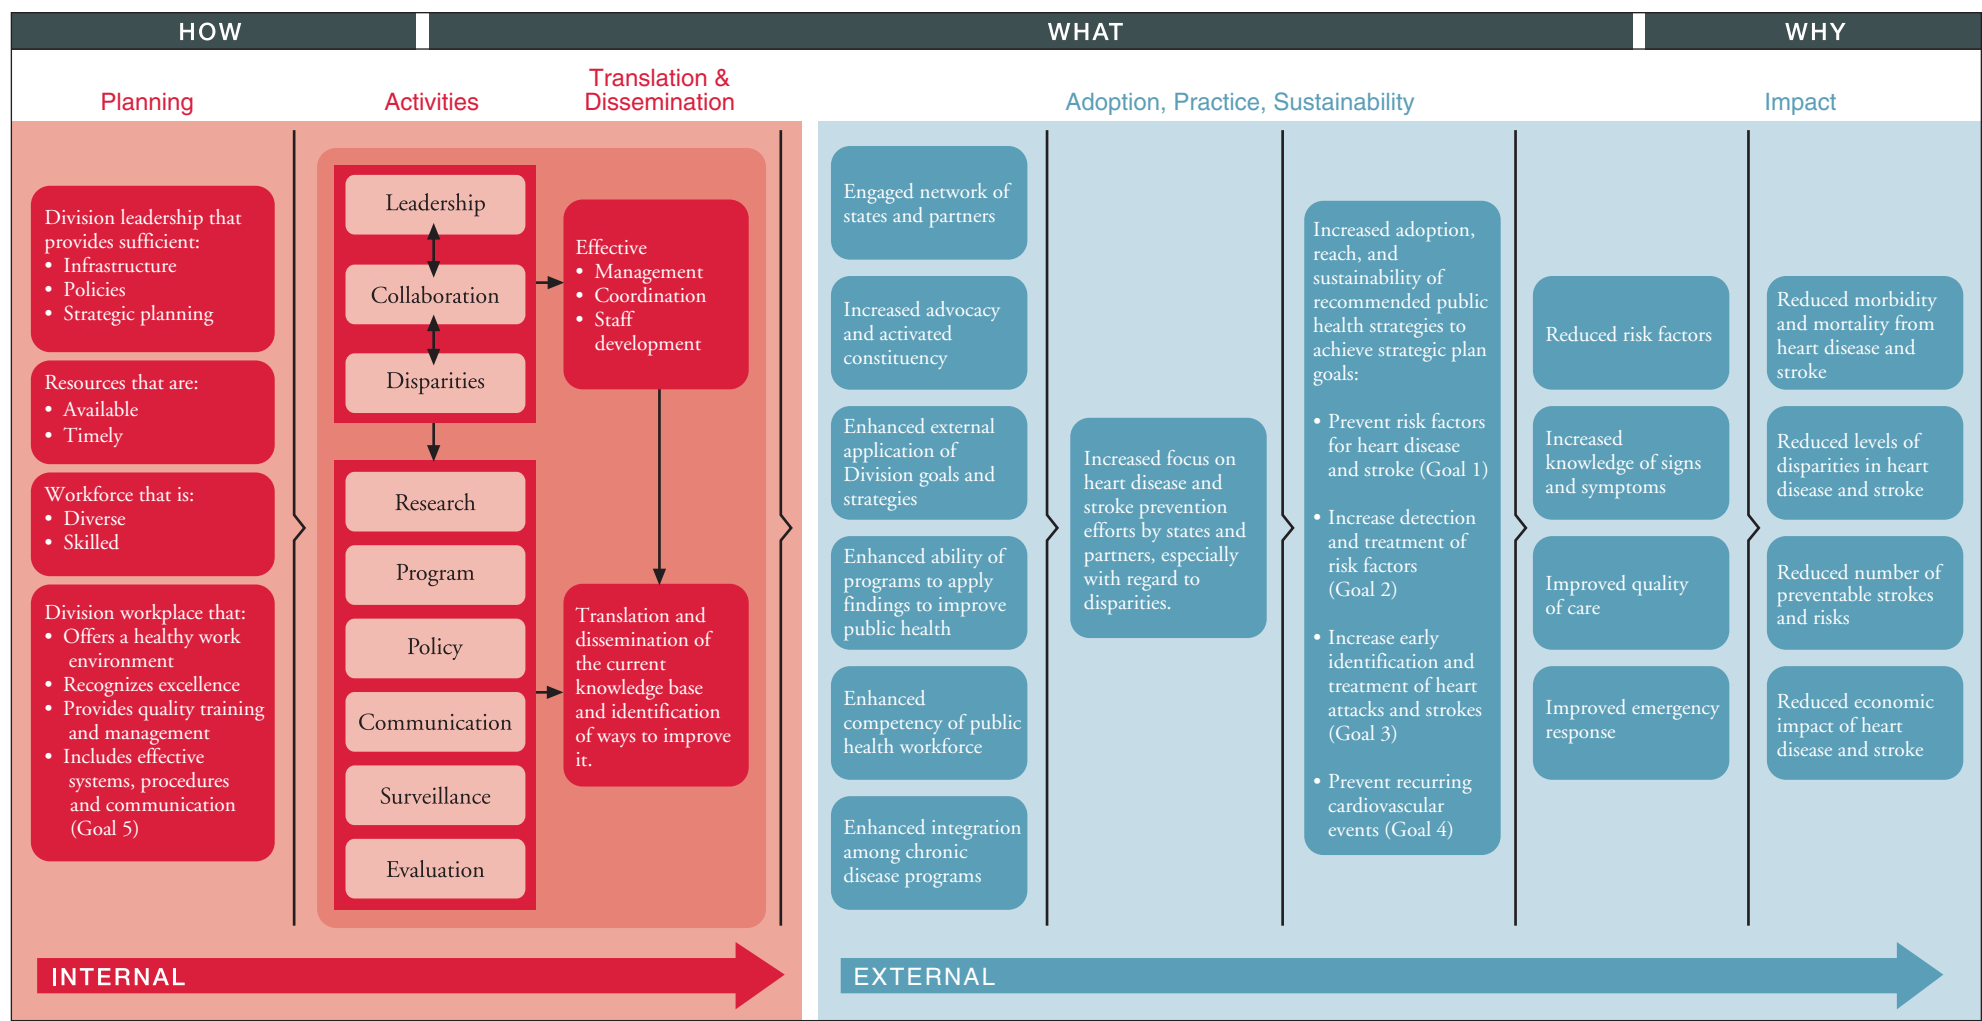 HOW
WHAT
WHY
Planning
Activities
Translation &
Dissemination
Adoption, Practice, Sustainability
Impact
Division leadership that
provides sufficient:
• Infrastructure
• Policies
• Strategic planning
Resources that are:
• Available
• Timely
Workforce that is:
• Diverse
• Skilled
Division workplace that:
• Offers a healthy work
environment
• Recognizes excellence
• Provides quality training
and management
• Includes effective
systems, procedures
and communication
(Goal 5)
Leadership
Collaboration
Disparities
Research
Program
Policy
Communication
Surveillance
Evaluation
Effective
• Management
• Coordination
• Staff
development
Translation and
dissemination of
the current
knowledge base
and identification
of ways to improve
it.
Engaged network of
states and partners
Increased advocacy
and activated
constituency
Enhanced external
application of
Division goals and
strategies
Enhanced ability of
programs to apply
findings to improve
public health
Enhanced
competency of public
health workforce
Enhanced integration
among chronic
disease programs
Increased focus on
heart disease and
stroke prevention
efforts by states and
partners, especially
with regard to
disparities.
Increased adoption,
reach, and
sustainability of
recommended public
health strategies to
achieve strategic plan
goals:
• Prevent risk factors
for heart disease
and stroke (Goal 1)
• Increase detection
and treatment of
risk factors
(Goal 2)
• Increase early
identification and
treatment of heart
attacks and strokes
(Goal 3)
• Prevent recurring
cardiovascular
events (Goal 4)
Reduced risk factors
Increased
knowledge of signs
and symptoms
Improved quality
of care
Improved emergency
response
Reduced morbidity
and mortality from
heart disease and
stroke
Reduced levels of
disparities in heart
disease and stroke
Reduced number of
preventable strokes
and risks
Reduced economic
impact of heart
disease and stroke
INTERNAL
EXTERNAL